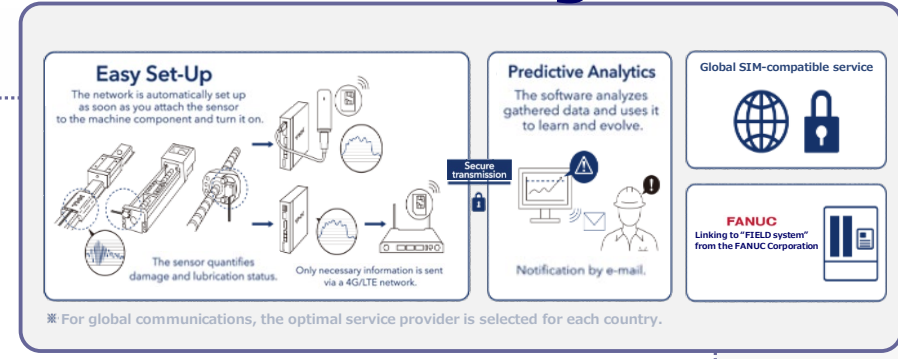 Easy Set-Up
The network is automatically set up
as soon as you attach the sensor
to the machine component and turn it on.
The sensor quantifies
damage and lubrication status.
Only necessary information is sent
via a 4G/LTE network.
Secure
transmission
Predictive Analytics
The software analyzes
gathered data and uses it
to learn and evolve.
Notification by e-mail.
Global SIM-compatible service
FANUC
Linking to "FIELD system"
from the FANUC Corporation
※ For global communications, the optimal service provider is selected for each country.